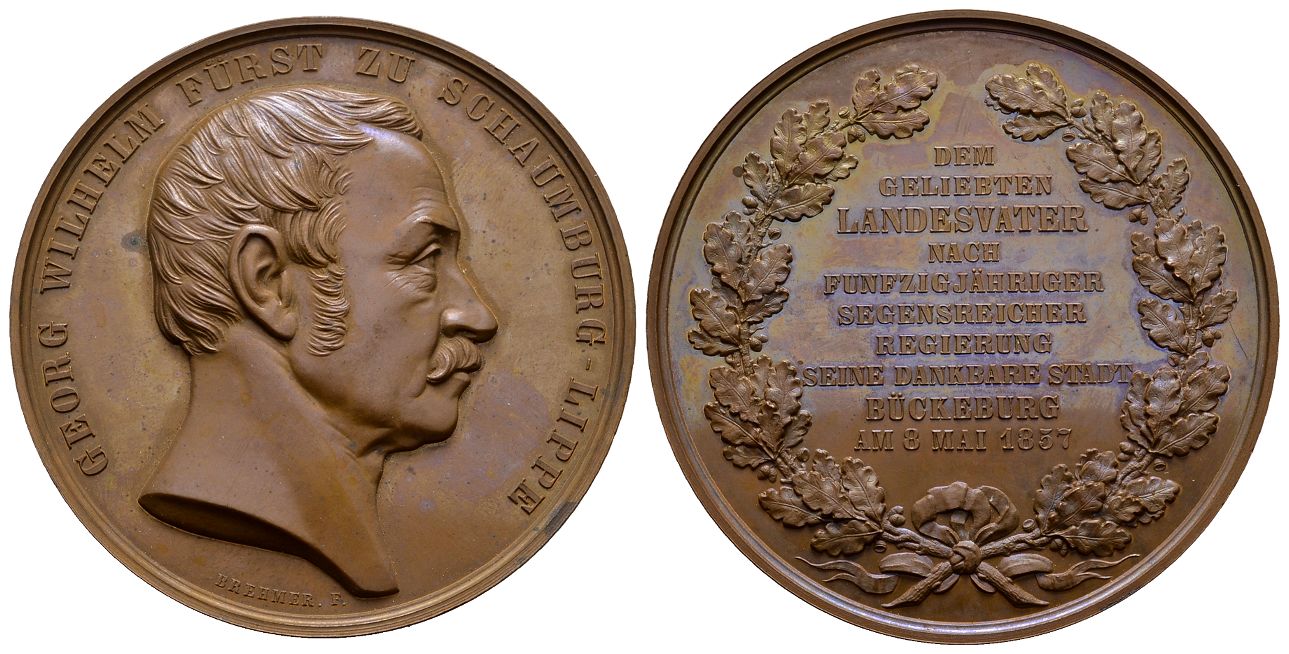 GEORG WILHELM FÜRST ZU SCHAUMBURG-LIPPE
BREHMER. F.
DEM
GELIEBTEN
LANDESVATER
NACH
FUNFZIGJÄHRIGER
SEGENSREICHER
REGIERUNG
SEINE DANKBARE STADT
BÜCKEBURG
AM 8 MAI 1857